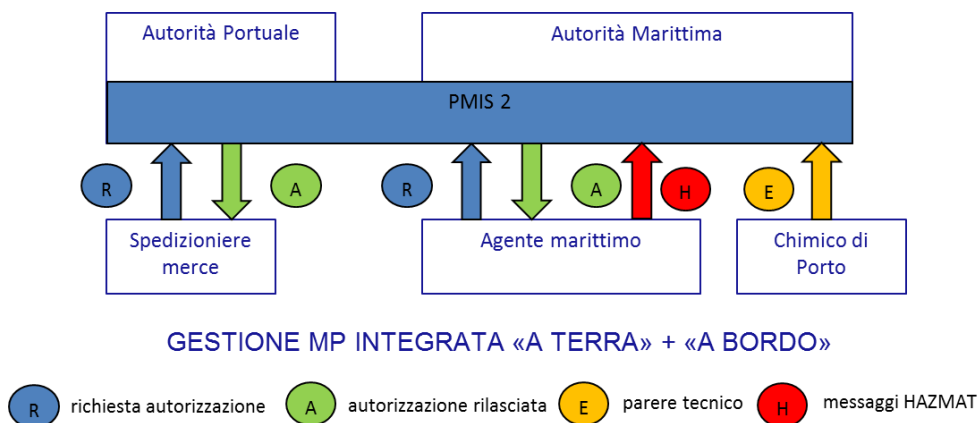 Autorità Portuale
Autorità Marittima
PMIS 2
R
A
R
A
H
E
Spedizioniere
merce
Agente marittimo
Chimico di
Porto
GESTIONE MP INTEGRATA «A TERRA» + «A BORDO»
R richiesta autorizzazione
A autorizzazione rilasciata
E parere tecnico
H messaggi HAZMAT